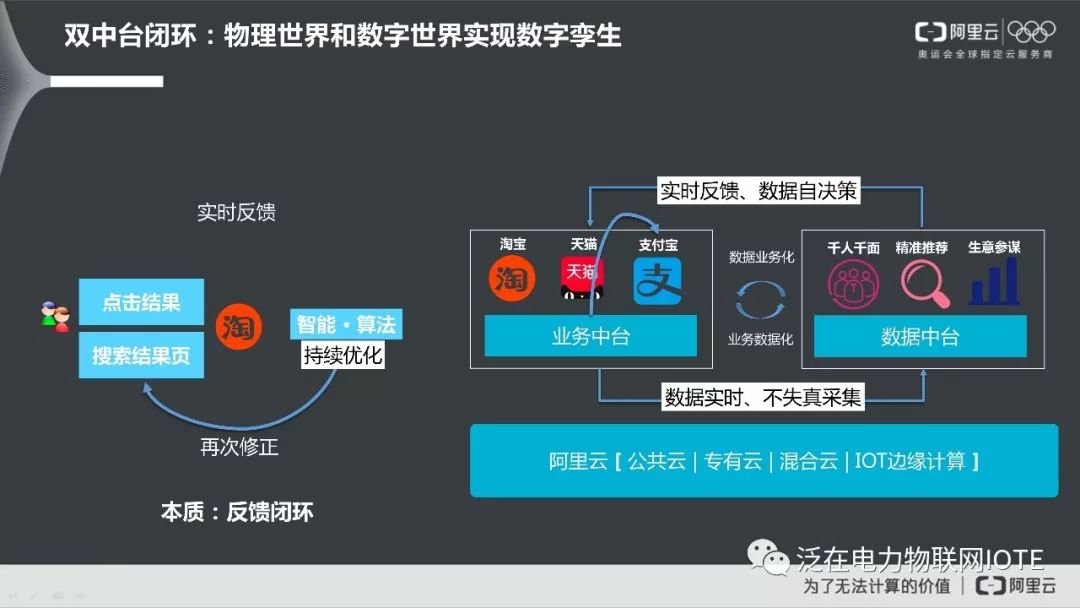 双中台闭环：物理世界和数字世界实现数字孪生
阿里云
奥运会全球指定云服务商
实时反馈
点击结果
搜索结果页
淘
智能·算法
持续优化
再次修正
本质：反馈闭环
实时反馈、数据自决策
淘宝
天猫
支付宝
淘
天猫
支
业务中台
数据业务化
业务数据化
千人千面
精准推荐
生意参谋
数据中台
数据实时、不失真采集
阿里云【 公共云 | 专有云 | 混合云 | IOT边缘计算 】
泛在电力物联网IOTE
为了无法计算的价值 | 阿里云